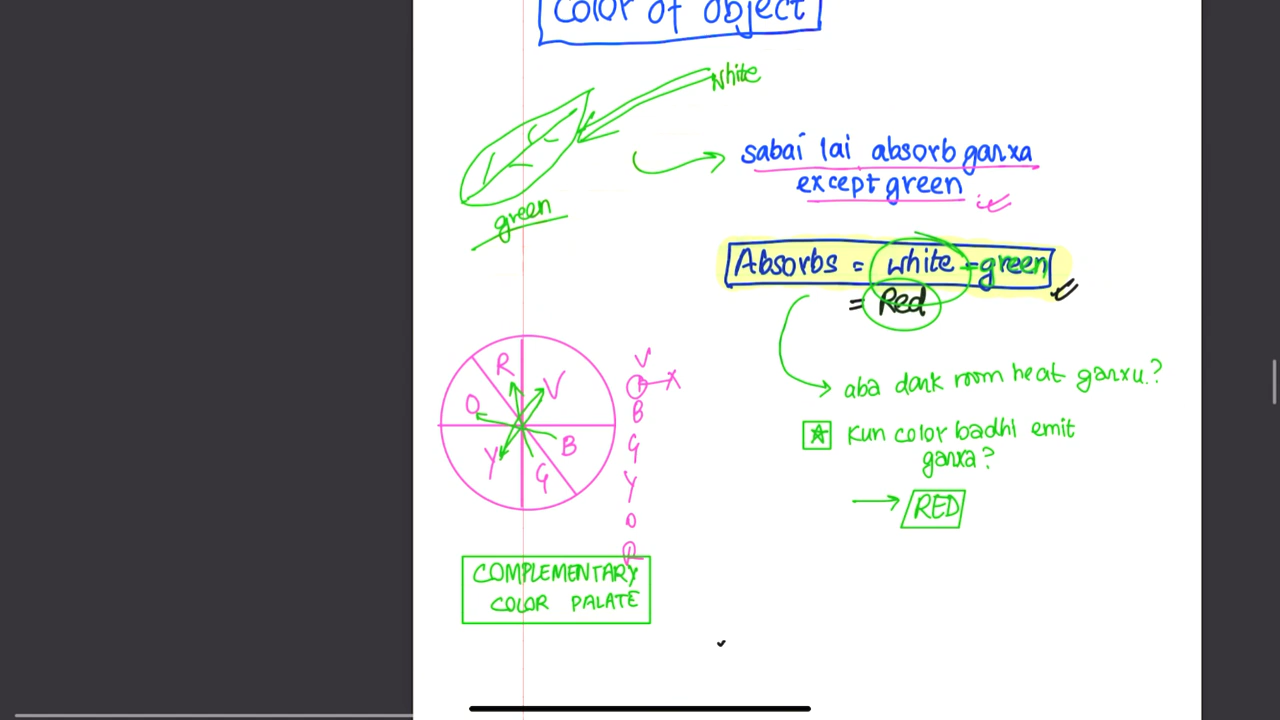 Color of object
white
green
sabai lai absorb garxa
except green
Absorbs = white - green
= Red
aba dark room heat garxu.?
Kun color badhi emit
garxa?
→ RED
R
V
O
B
Y
G
V
I → X
B
G
Y
O
R
COMPLEMENTARY
COLOR PALATE